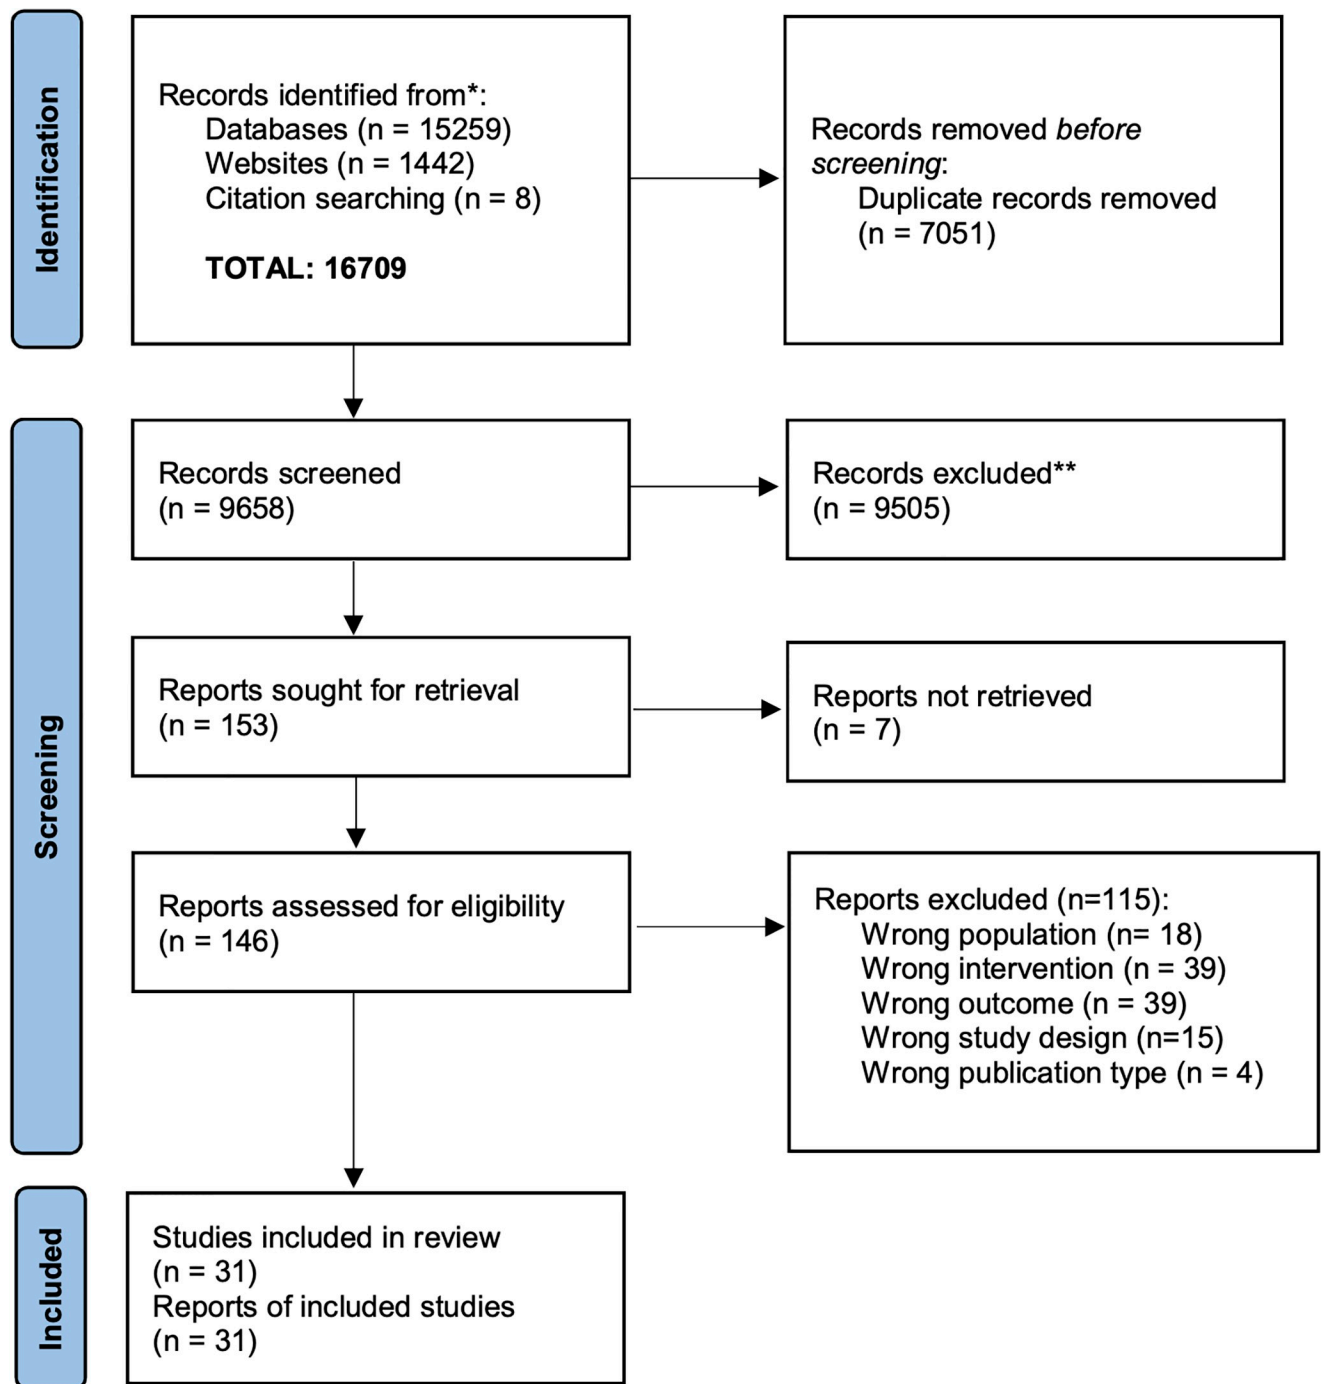 Identification
Records identified from*:
Databases (n = 15259)
Websites (n = 1442)
Citation searching (n = 8)
TOTAL: 16709
Records removed before
screening:
Duplicate records removed
(n = 7051)
Screening
Records screened
(n = 9658)
Records excluded**
(n = 9505)
Reports sought for retrieval
(n = 153)
Reports not retrieved
(n = 7)
Reports assessed for eligibility
(n = 146)
Reports excluded (n=115):
Wrong population (n= 18)
Wrong intervention (n = 39)
Wrong outcome (n = 39)
Wrong study design (n=15)
Wrong publication type (n = 4)
Included
Studies included in review
(n = 31)
Reports of included studies
(n = 31)